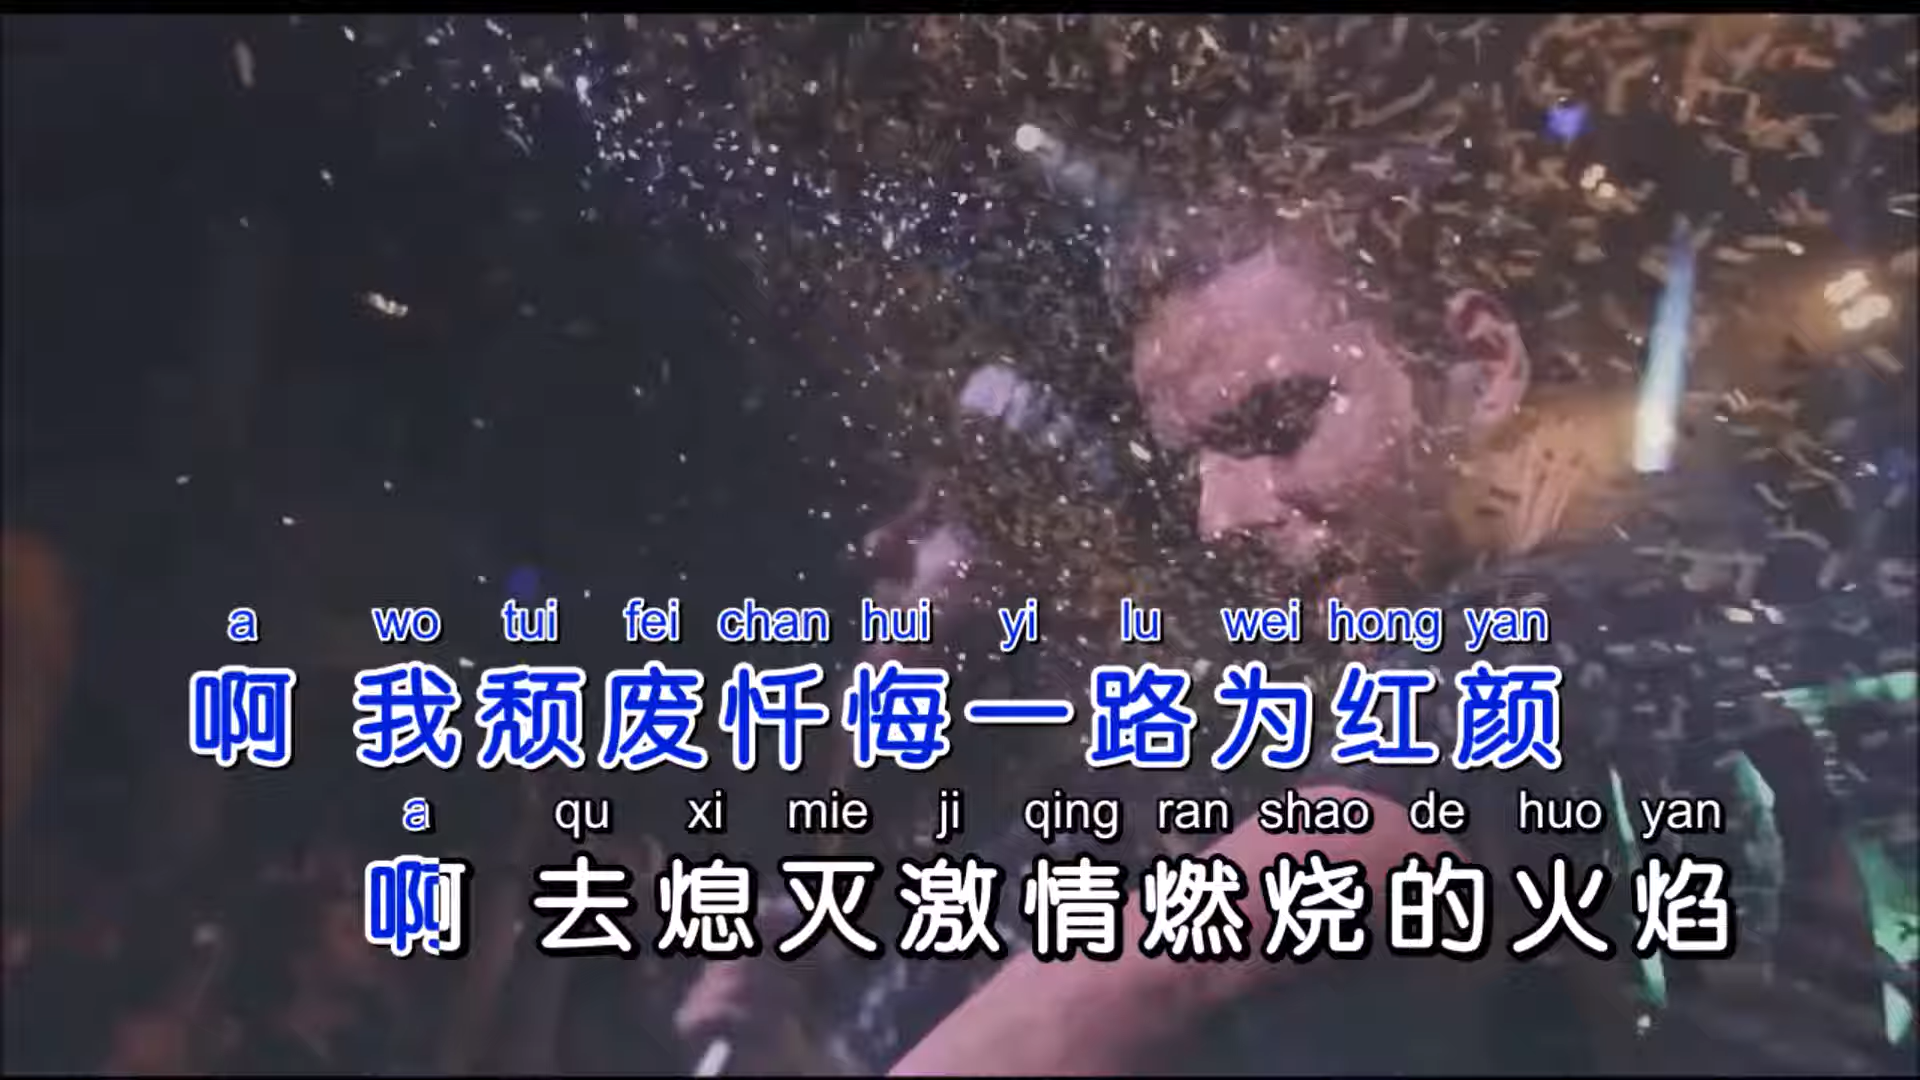 a wo tui fei chan hui yi lu wei hong yan
啊 我颓废忏悔一路为红颜
a qu xi mie ji qing ran shao de huo yan
啊 去熄灭激情燃烧的火焰